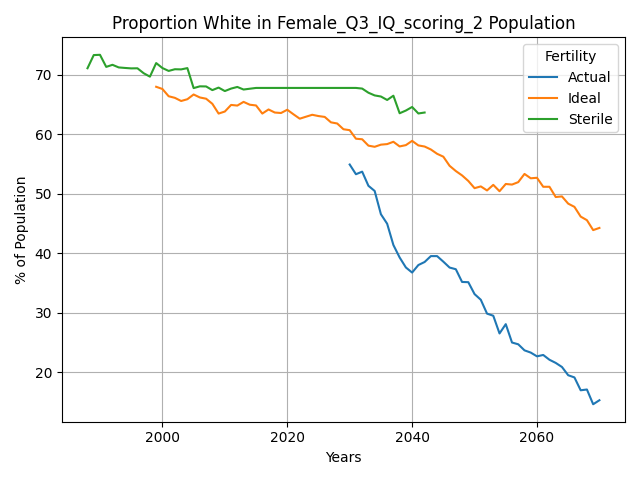 Proportion White in Female_Q3_IQ_scoring_2 Population
Fertility
Actual
Ideal
Sterile
% of Population
70
60
50
40
30
20
2000
2020
2040
2060
Years